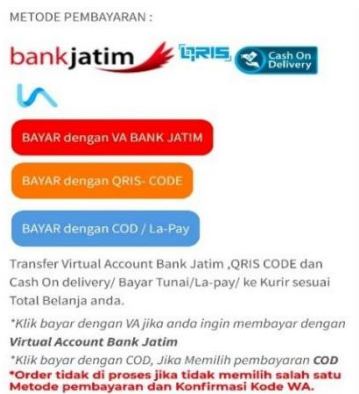 METODE PEMBAYARAN :
bankjatim QRIS Cash On
Delivery
BAYAR dengan VA BANK JATIM
BAYAR dengan QRIS- CODE
BAYAR dengan COD / La-Pay
Transfer Virtual Account Bank Jatim ,QRIS CODE dan
Cash On delivery/ Bayar Tunai/La-pay/ ke Kurir sesuai
Total Belanja anda.
*Klik bayar dengan VA jika anda ingin membayar dengan
Virtual Account Bank Jatim
*Klik bayar dengan COD, Jika Memilih pembayaran COD
*Order tidak di proses jika tidak memilih salah satu
Metode pembayaran dan Konfirmasi Kode WA.